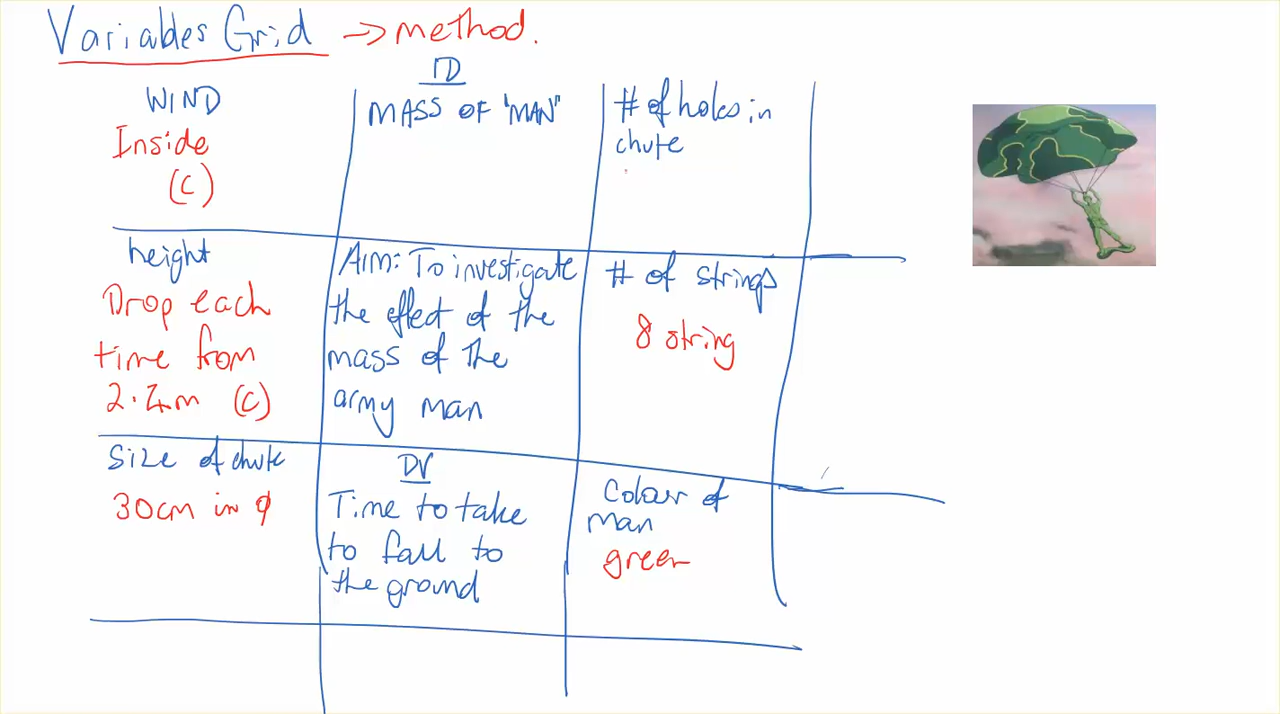 Variables Grid → method.
WIND
Inside
(C)
ID
MASS OF "MAN"
# of holes in
chute
height
Drop each
time from
2.4m (C)
Aim: To investigate
the effect of the
mass of the
army man
# of strings
8 string
Size of chute
30cm in φ
DV
Time to take
to fall to
the ground
Colour of
man
green